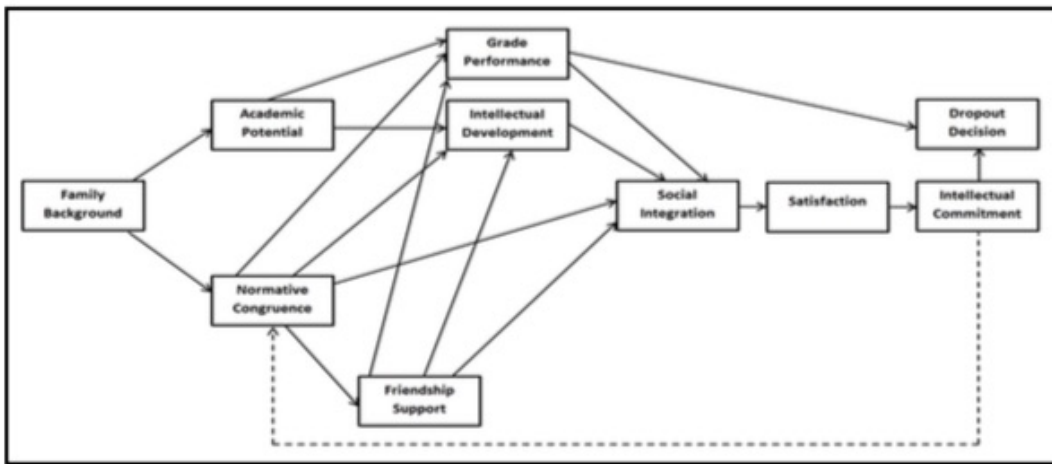 Grade
Performance
Academic
Potential
Intellectual
Development
Dropout
Decision
Family
Background
Social
Integration
Satisfaction
Intellectual
Commitment
Normative
Congruence
Friendship
Support